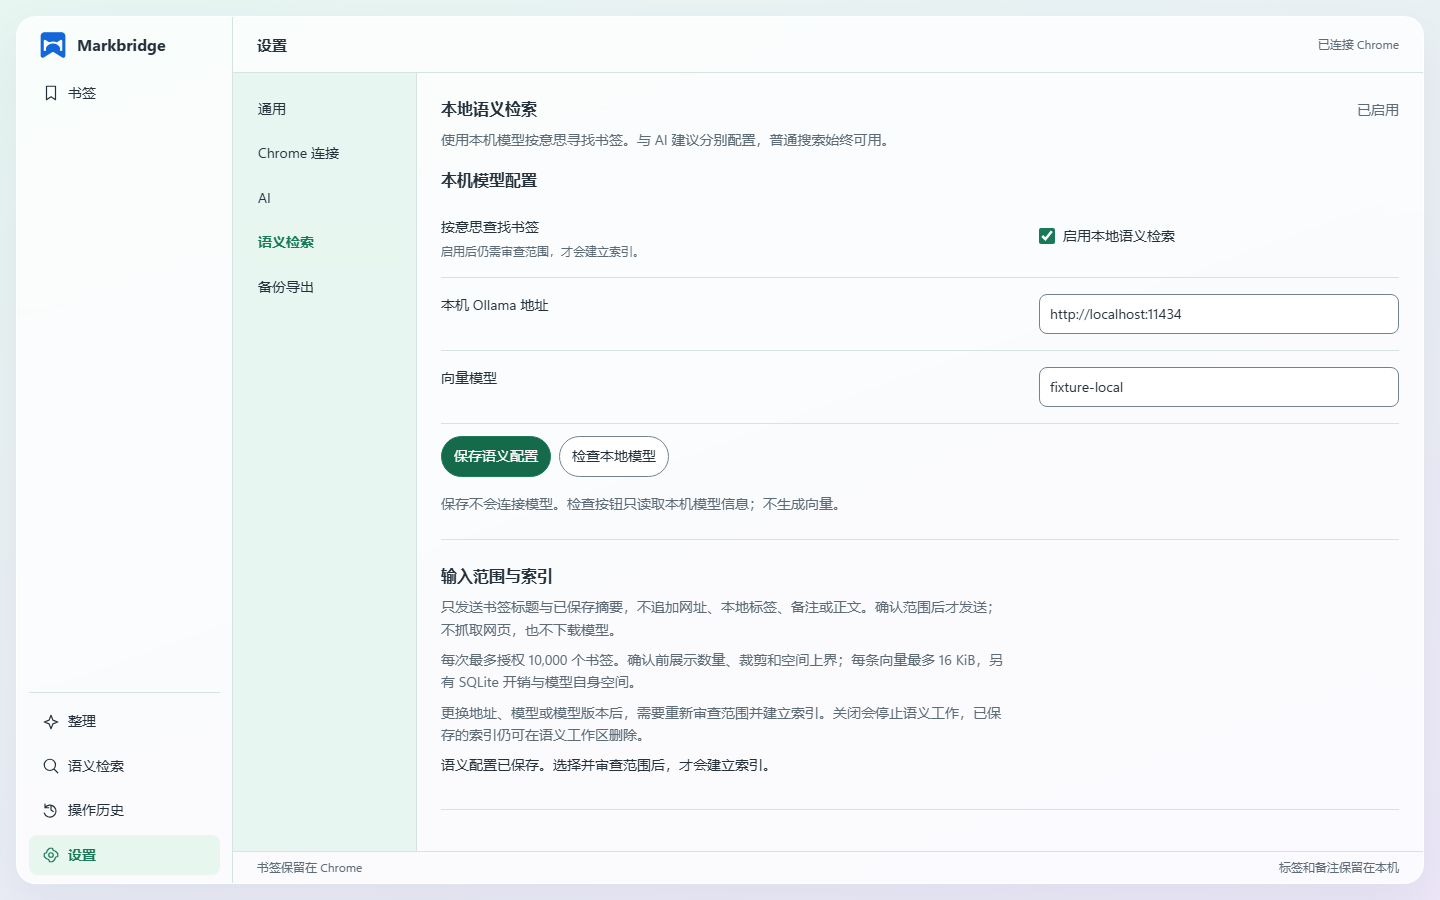 Markbridge
书签
整理
语义检索
操作历史
设置
设置
已连接 Chrome
通用
Chrome 连接
AI
语义检索
备份导出
本地语义检索
已启用
使用本机模型按意思寻找书签。与 AI 建议分别配置，普通搜索始终可用。
本机模型配置
按意思查找书签
启用后仍需审查范围，才会建立索引。
启用本地语义检索
本机 Ollama 地址
http://localhost:11434
向量模型
fixture-local
保存语义配置
检查本地模型
保存不会连接模型。检查按钮只读取本机模型信息；不生成向量。
输入范围与索引
只发送书签标题与已保存摘要，不追加网址、本地标签、备注或正文。确认范围后才发送；
不抓取网页，也不下载模型。
每次最多授权 10,000 个书签。确认前展示数量、裁剪和空间上界；每条向量最多 16 KiB，另
有 SQLite 开销与模型自身空间。
更换地址、模型或模型版本后，需要重新审查范围并建立索引。关闭会停止语义工作，已保
存的索引仍可在语义工作区删除。
语义配置已保存。选择并审查范围后，才会建立索引。
书签保留在 Chrome
标签和备注保留在本机